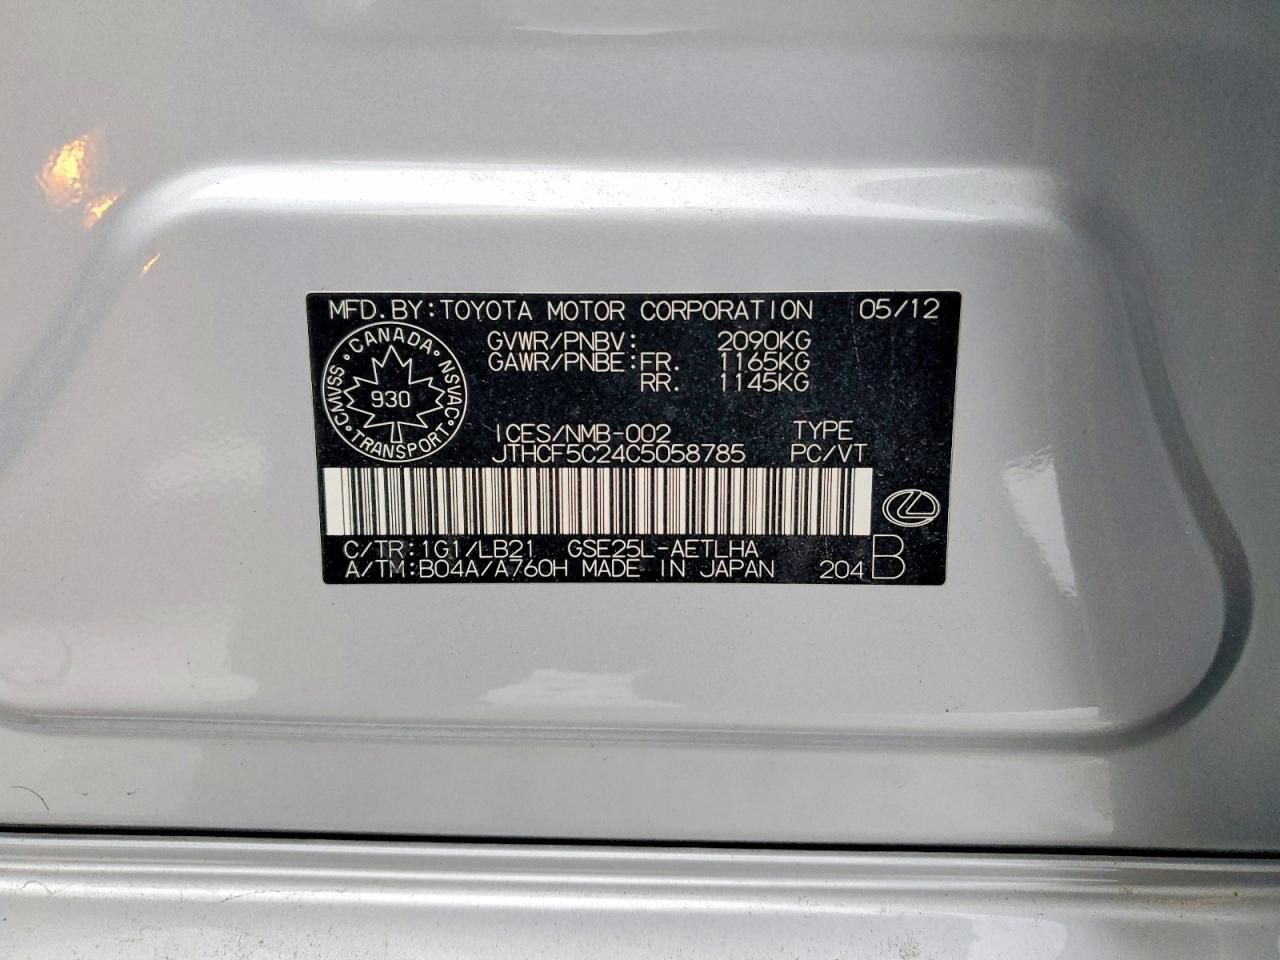 MFD. BY: TOYOTA MOTOR CORPORATION 05/12
CANADA · NSVAC · TRANSPORT · CMVSS ·
930
GVWR/PNBV: 2090KG
GAWR/PNBE: FR. 1165KG
RR. 1145KG
ICES/NMB-002 TYPE
JTHCF5C24C5058785 PC/VT
C/TR: 1G1/LB21 GSE25L-AETLHA
A/TM: B04A/A760H MADE IN JAPAN 204 B